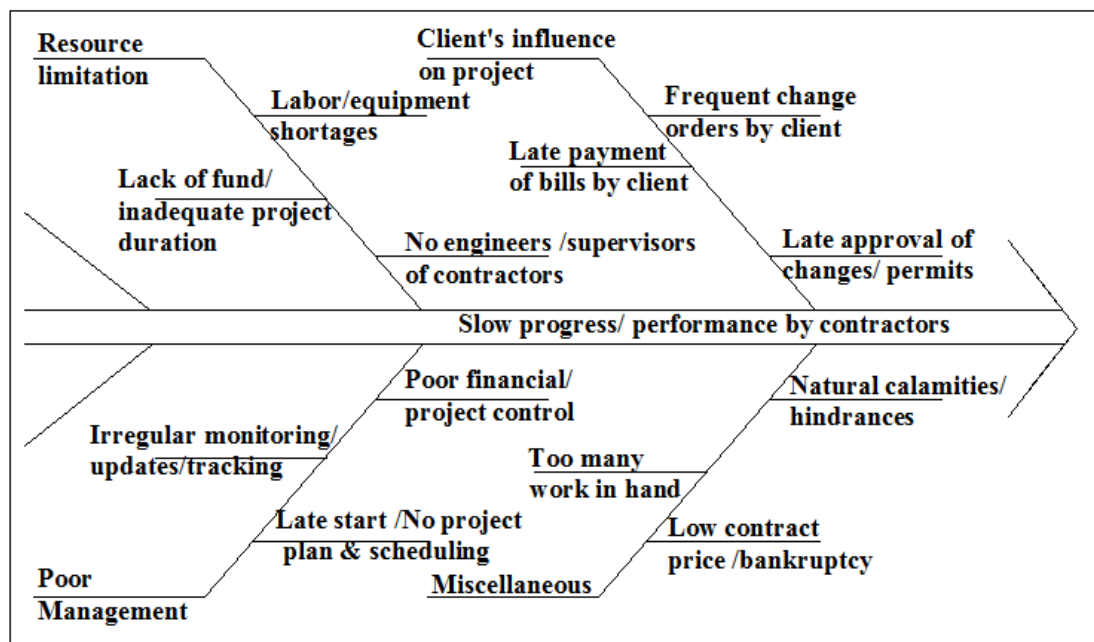 Resource
limitation
Client's influence
on project
Labor/equipment
shortages
Frequent change
orders by client
Late payment
of bills by client
Lack of fund/
inadequate project
duration
No engineers /supervisors
of contractors
Late approval of
changes/ permits
Slow progress/ performance by contractors
Poor financial/
project control
Natural calamities/
hindrances
Irregular monitoring/
updates/tracking
Too many
work in hand
Late start /No project
plan & scheduling
Low contract
price /bankruptcy
Poor
Management
Miscellaneous